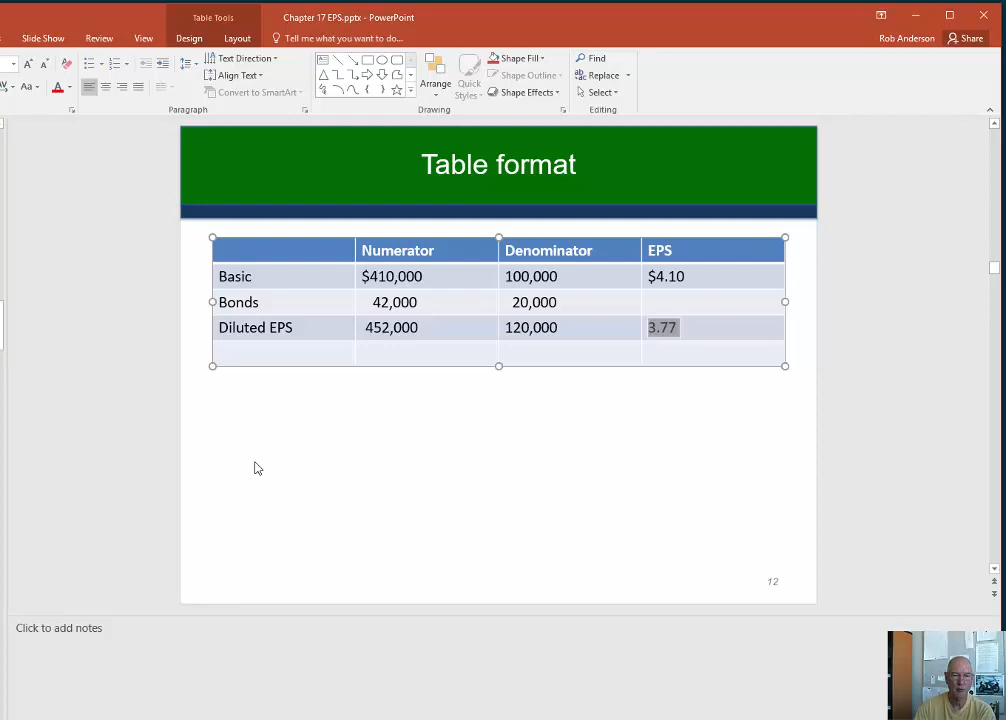 Table Tools
Chapter 17 EPS.pptx - PowerPoint
Slide Show Review View Design Layout Tell me what you want to do... Rob Anderson Share
Text Direction Shape Fill Find
Align Text Shape Outline Replace
Aa A Convert to SmartArt Arrange Quick Styles Shape Effects Select
Paragraph Drawing Editing
Table format
Numerator Denominator EPS
Basic $410,000 100,000 $4.10
Bonds 42,000 20,000
Diluted EPS 452,000 120,000 3.77
12
Click to add notes